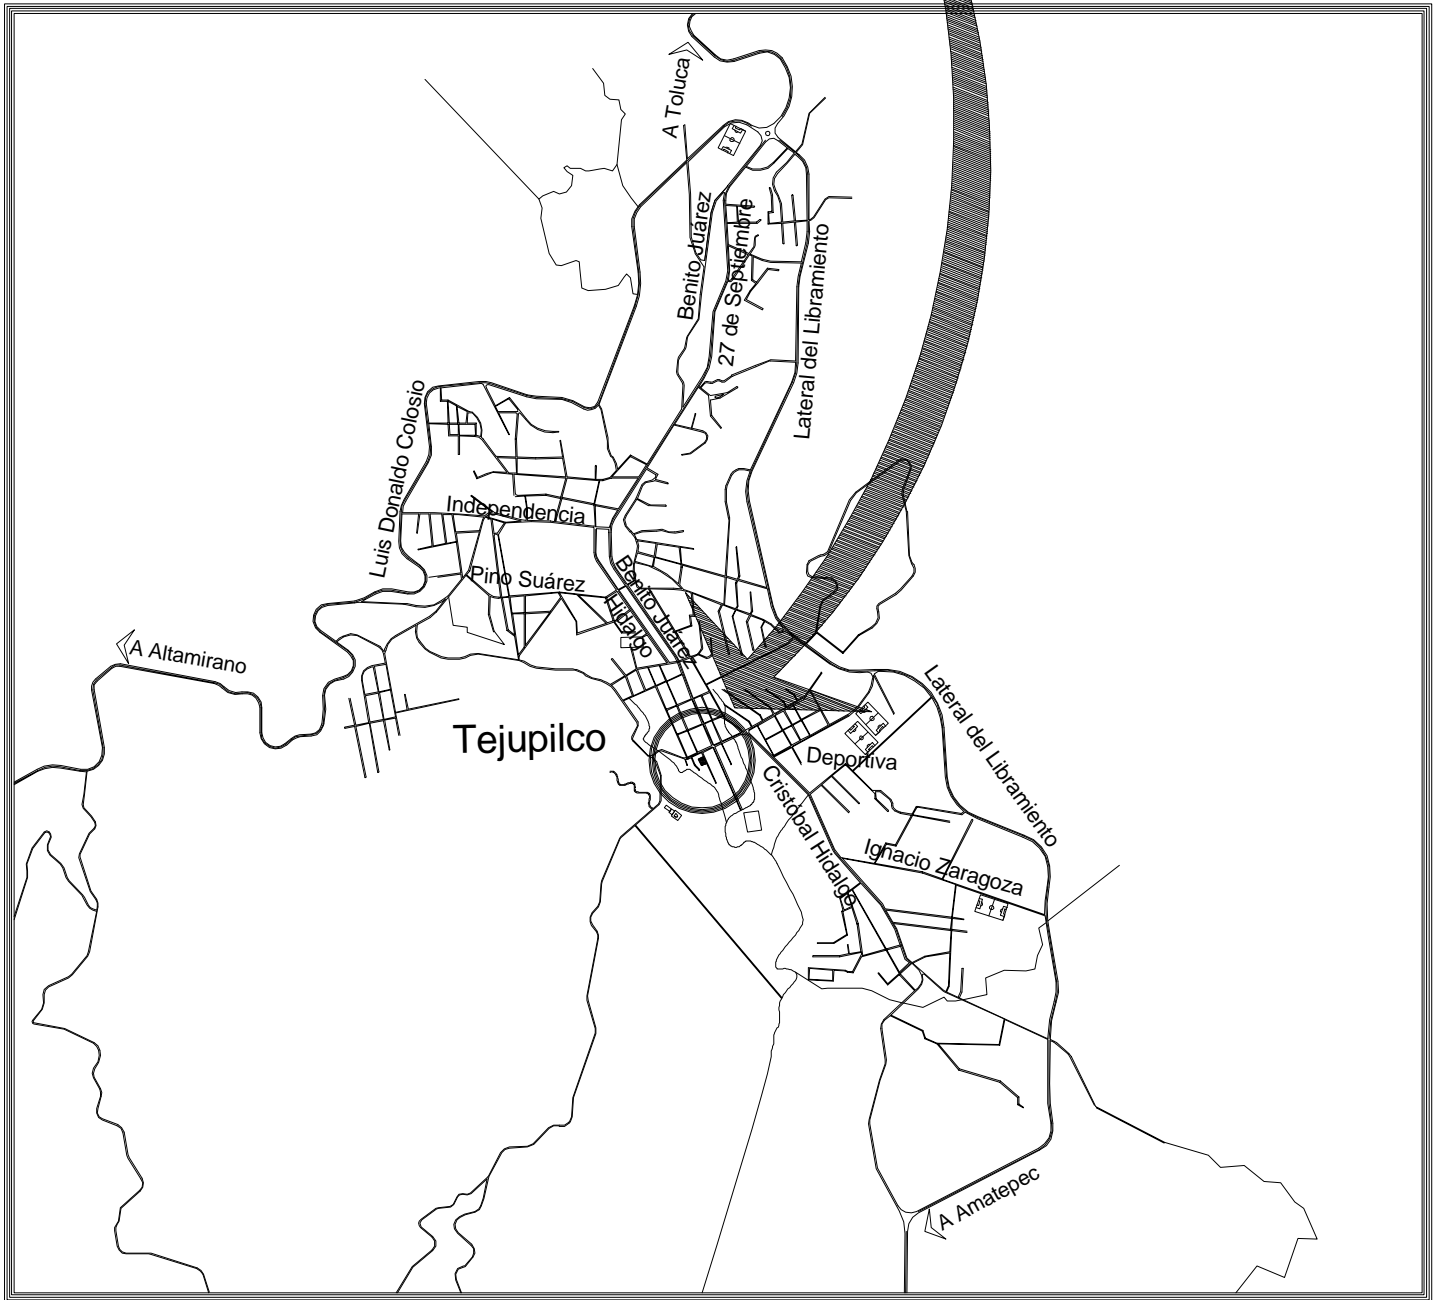 A Toluca
Benito Juárez
27 de Septiembre
Lateral del Libramiento
Luis Donaldo Colosio
Independencia
Pino Suárez
Benito Juárez
Hidalgo
A Altamirano
Tejupilco
Lateral del Libramiento
Deportiva
Cristóbal Hidalgo
Ignacio Zaragoza
A Amatepec